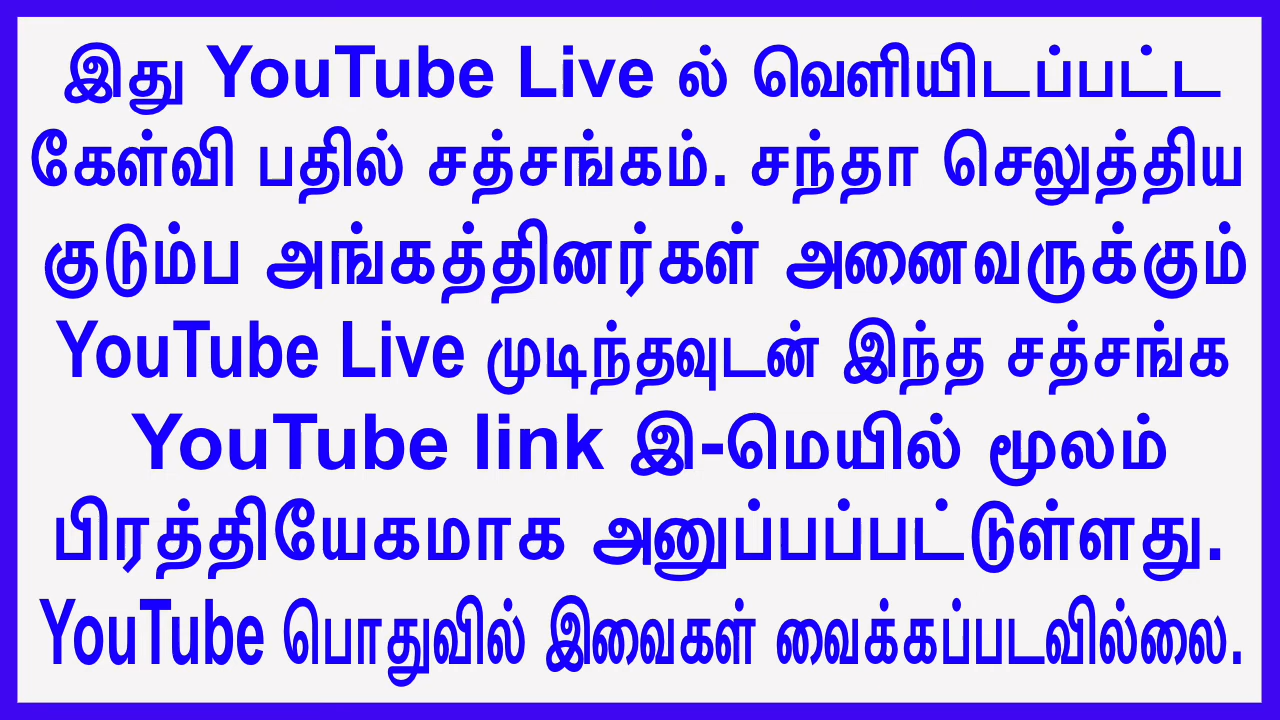 இது YouTube Live ல் வெளியிடப்பட்ட
கேள்வி பதில் சத்சங்கம். சந்தா செலுத்திய
குடும்ப அங்கத்தினர்கள் அனைவருக்கும்
YouTube Live முடிந்தவுடன் இந்த சத்சங்க
YouTube link இ-மெயில் மூலம்
பிரத்தியேகமாக அனுப்பப்பட்டுள்ளது.
YouTube பொதுவில் இவைகள் வைக்கப்படவில்லை.